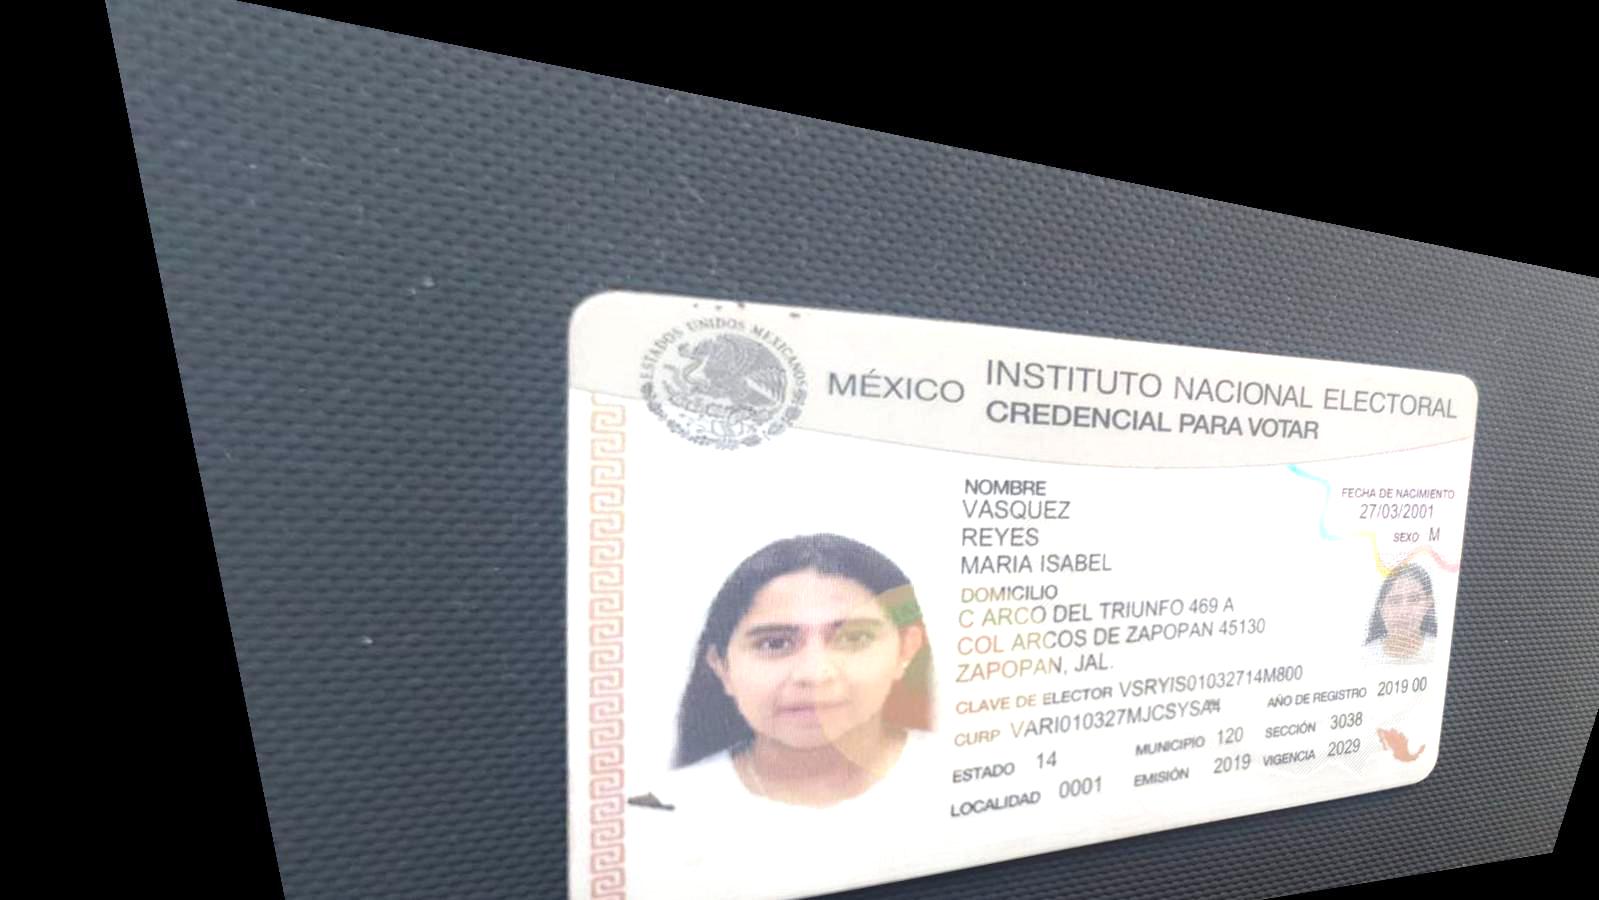 ESTADOS UNIDOS MEXICANOS
MÉXICO
INSTITUTO NACIONAL ELECTORAL
CREDENCIAL PARA VOTAR
NOMBRE
VASQUEZ
REYES
MARIA ISABEL
FECHA DE NACIMIENTO
27/03/2001
SEXO M
DOMICILIO
C ARCO DEL TRIUNFO 469 A
COL ARCOS DE ZAPOPAN 45130
ZAPOPAN, JAL.
CLAVE DE ELECTOR VSRYIS01032714M800
CURP
AÑO DE REGISTRO 2019 00
ESTADO 14 MUNICIPIO 120 SECCIÓN 3038
LOCALIDAD 0001 EMISIÓN 2019 VIGENCIA 2029